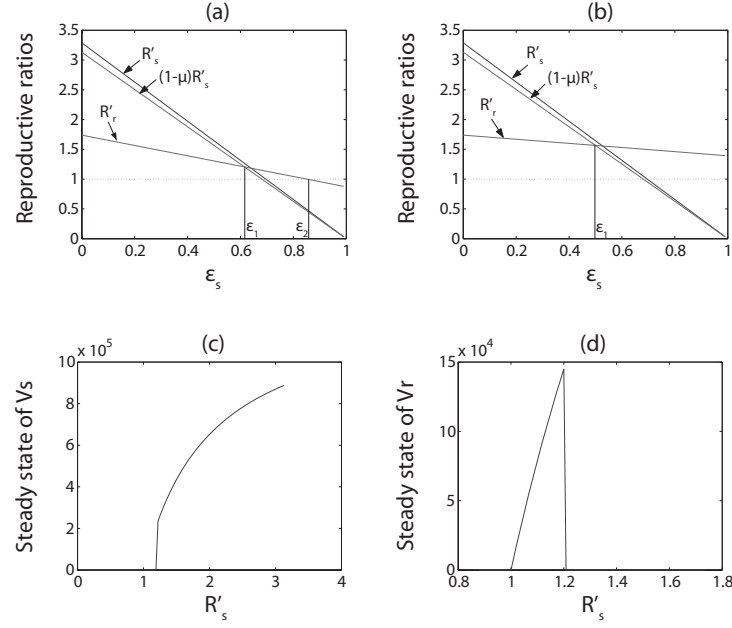 (a)
Reproductive ratios
3.5
3
2.5
2
1.5
1
0.5
0
R's
(1-μ)R's
R'r
ε1
ε2
0
0.2
0.4
0.6
0.8
1
εs
(b)
Reproductive ratios
3.5
3
2.5
2
1.5
1
0.5
0
R's
(1-μ)R's
R'r
ε1
0
0.2
0.4
0.6
0.8
1
εs
(c)
x 10^5
Steady state of Vs
10
8
6
4
2
0
0
1
2
3
4
R's
(d)
x 10^4
Steady state of Vr
15
10
5
0
0.8
1
1.2
1.4
1.6
1.8
R's